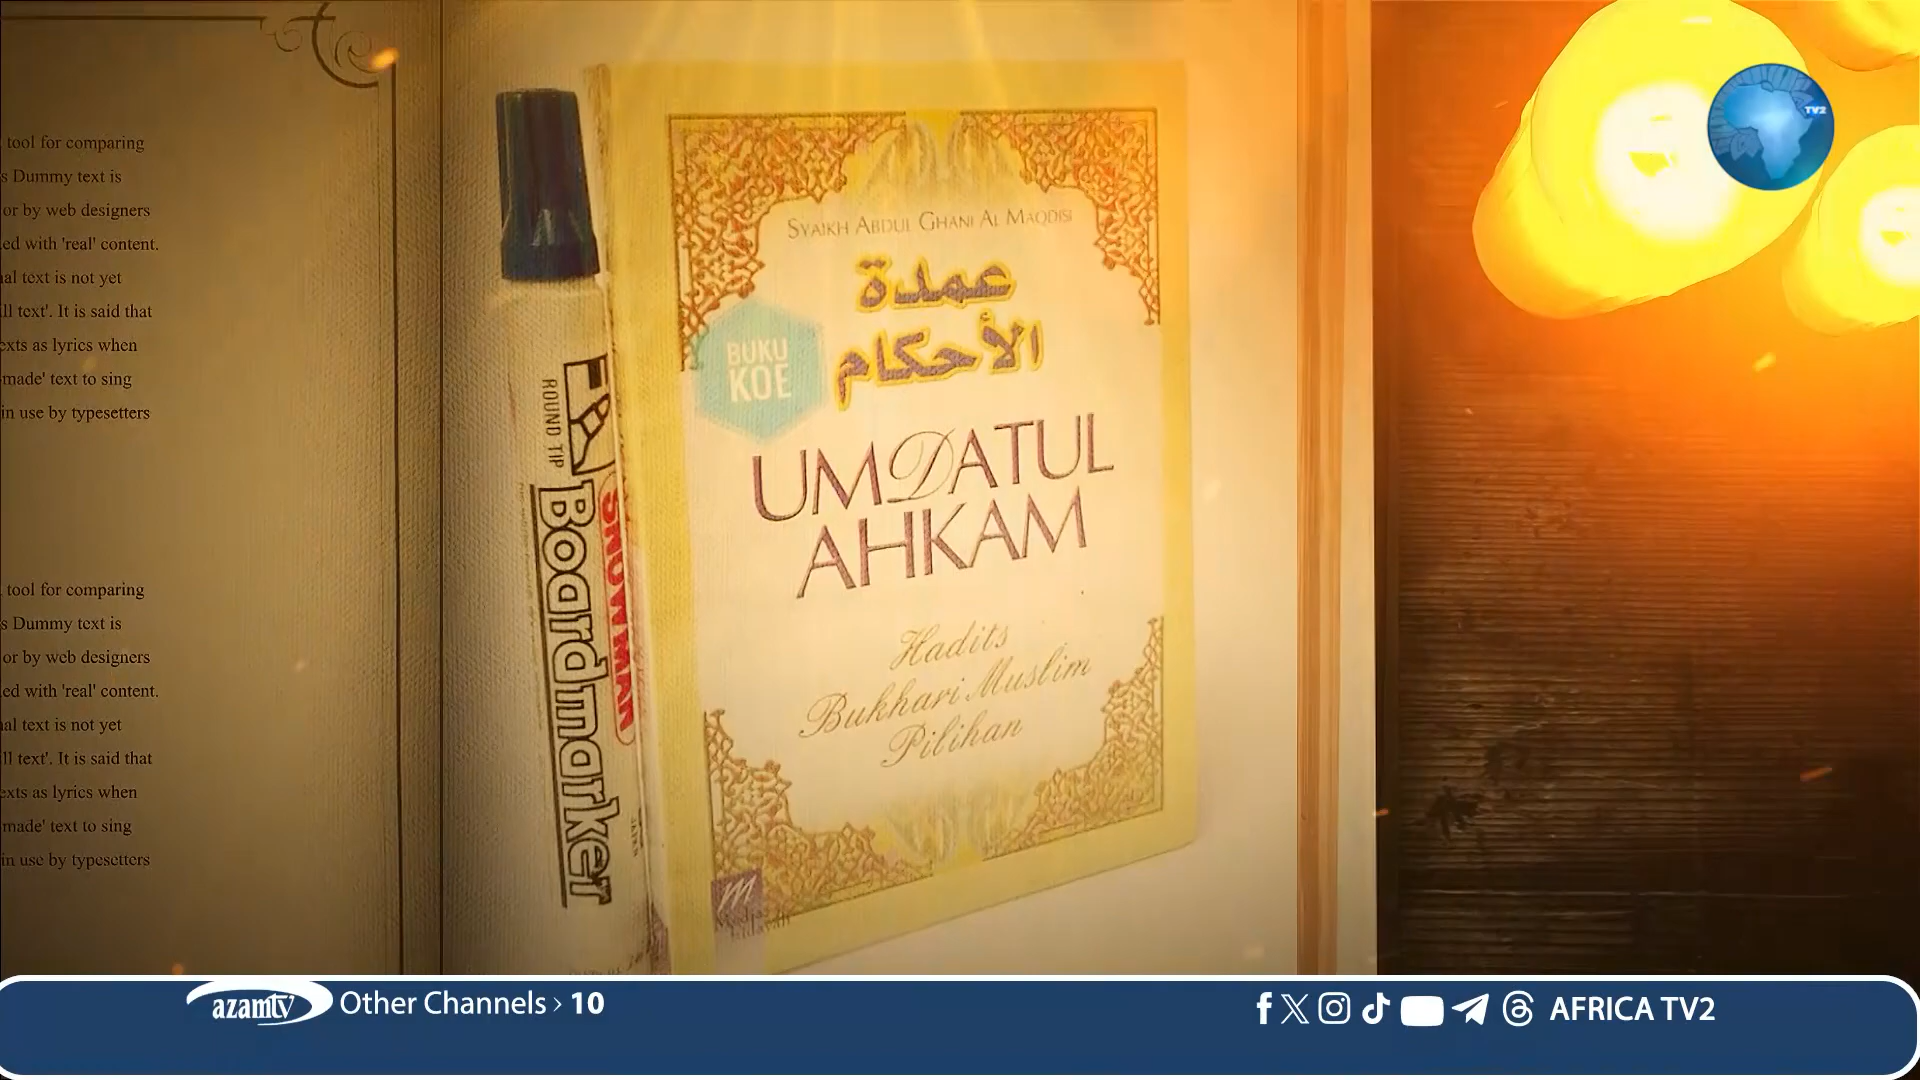 tool for comparing
s Dummy text is
or by web designers
ed with 'real' content.
al text is not yet
ll text'. It is said that
exts as lyrics when
made' text to sing
in use by typesetters
tool for comparing
s Dummy text is
or by web designers
ed with 'real' content.
al text is not yet
ll text'. It is said that
exts as lyrics when
made' text to sing
in use by typesetters
ROUND TIP
SNOWMAN
BOARDMARKER
SYAIKH ABDUL GHANI AL MAQDISI
عمدة
الأحكام
BUKU
KOE
UMDATUL
AHKAM
Hadits
Bukhari Muslim
Pilihan
m
TV2
azamtv Other Channels › 10
AFRICA TV2